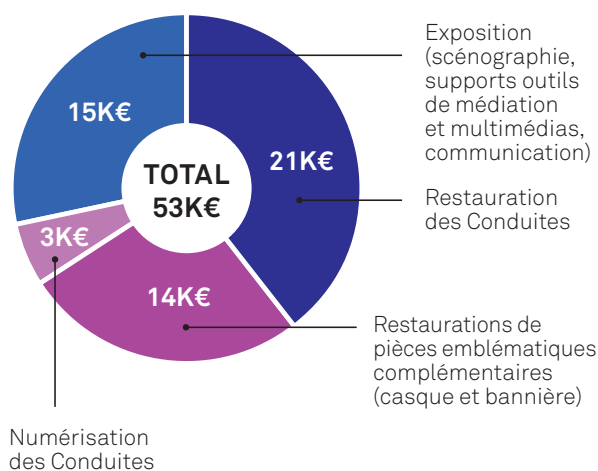 Exposition
(scénographie,
supports outils
de médiation
et multimédias,
communication)
15K€
21K€
TOTAL
53K€
Restauration
des Conduites
3K€
14K€
Restaurations de
pièces emblématiques
complémentaires
(casque et bannière)
Numérisation
des Conduites